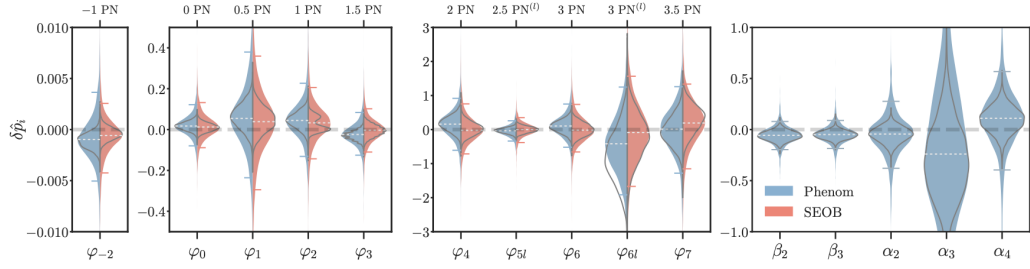 −1 PN
0 PN 0.5 PN 1 PN 1.5 PN
2 PN 2.5 PN⁽ˡ⁾ 3 PN 3 PN⁽ˡ⁾ 3.5 PN
δp̂ᵢ
0.010
0.005
0.000
−0.005
−0.010
φ₋₂
0.4
0.2
0.0
−0.2
−0.4
φ₀ φ₁ φ₂ φ₃
3
2
1
0
−1
−2
−3
φ₄ φ₅ₗ φ₆ φ₆ₗ φ₇
1.0
0.5
0.0
−0.5
−1.0
Phenom
SEOB
β₂ β₃ α₂ α₃ α₄